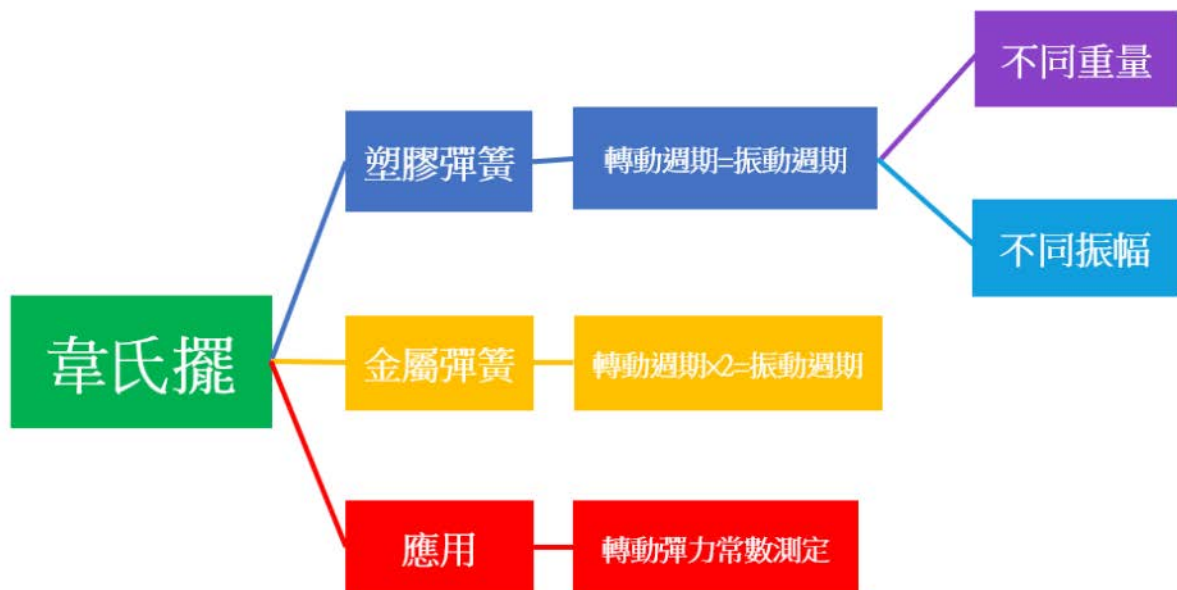 韋氏擺
塑膠彈簧
轉動週期=振動週期
不同重量
不同振幅
金屬彈簧
轉動週期×2=振動週期
應用
轉動彈力常數測定